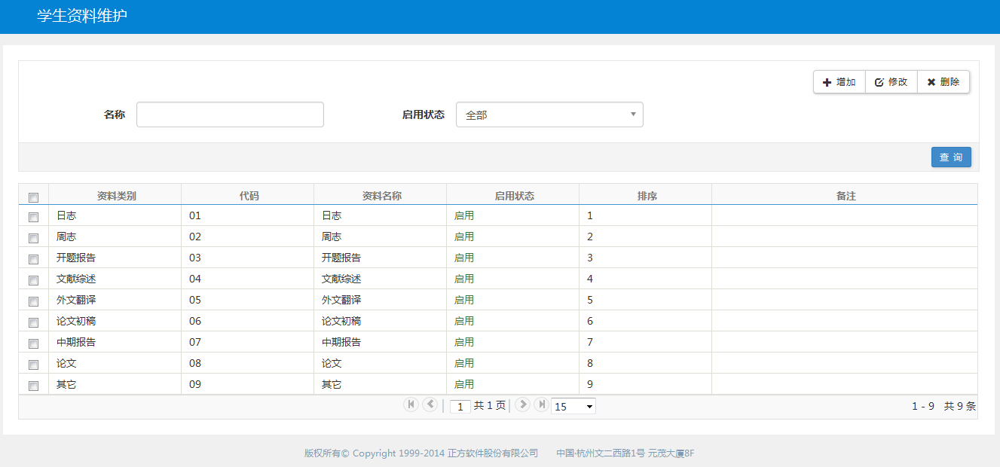 学生资料维护
增加 修改 删除
名称 启用状态 全部
查 询
资料类别 代码 资料名称 启用状态 排序 备注
日志 01 日志 启用 1
周志 02 周志 启用 2
开题报告 03 开题报告 启用 3
文献综述 04 文献综述 启用 4
外文翻译 05 外文翻译 启用 5
论文初稿 06 论文初稿 启用 6
中期报告 07 中期报告 启用 7
论文 08 论文 启用 8
其它 09 其它 启用 9
1 共 1 页 15 1 - 9 共 9 条
版权所有© Copyright 1999-2014 正方软件股份有限公司 中国·杭州文二西路1号 元茂大厦8F